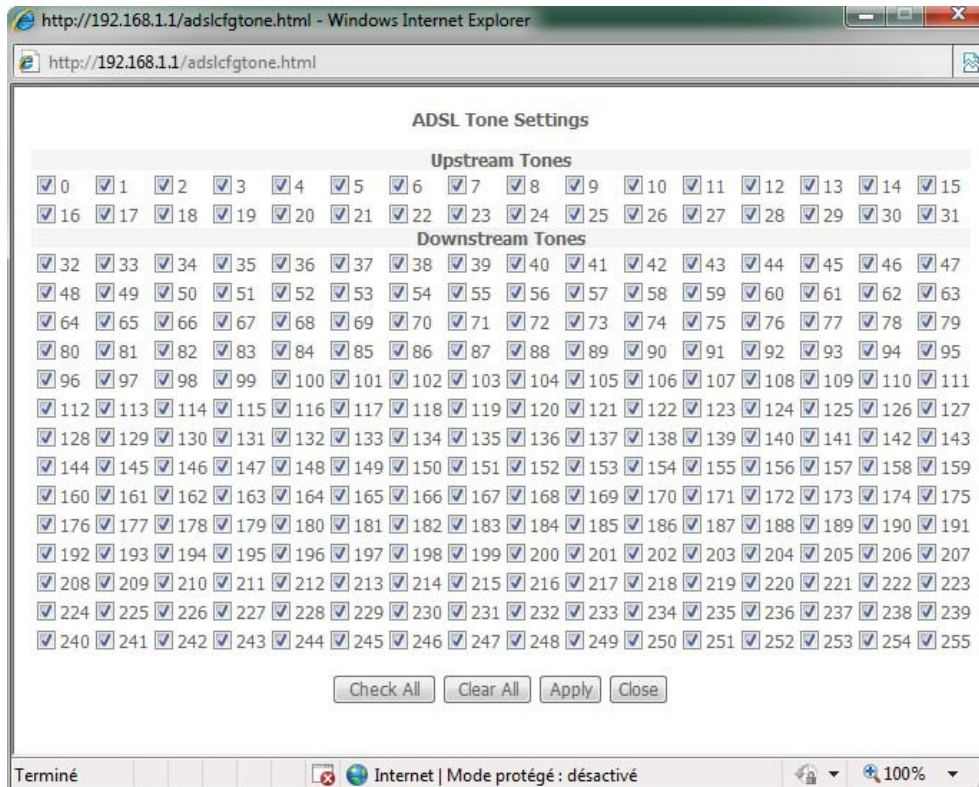 http://192.168.1.1/adslcfgtone.html - Windows Internet Explorer
http://192.168.1.1/adslcfgtone.html
ADSL Tone Settings
Upstream Tones
0 1 2 3 4 5 6 7 8 9 10 11 12 13 14 15
16 17 18 19 20 21 22 23 24 25 26 27 28 29 30 31
Downstream Tones
32 33 34 35 36 37 38 39 40 41 42 43 44 45 46 47
48 49 50 51 52 53 54 55 56 57 58 59 60 61 62 63
64 65 66 67 68 69 70 71 72 73 74 75 76 77 78 79
80 81 82 83 84 85 86 87 88 89 90 91 92 93 94 95
96 97 98 99 100 101 102 103 104 105 106 107 108 109 110 111
112 113 114 115 116 117 118 119 120 121 122 123 124 125 126 127
128 129 130 131 132 133 134 135 136 137 138 139 140 141 142 143
144 145 146 147 148 149 150 151 152 153 154 155 156 157 158 159
160 161 162 163 164 165 166 167 168 169 170 171 172 173 174 175
176 177 178 179 180 181 182 183 184 185 186 187 188 189 190 191
192 193 194 195 196 197 198 199 200 201 202 203 204 205 206 207
208 209 210 211 212 213 214 215 216 217 218 219 220 221 222 223
224 225 226 227 228 229 230 231 232 233 234 235 236 237 238 239
240 241 242 243 244 245 246 247 248 249 250 251 252 253 254 255
Check All Clear All Apply Close
Terminé Internet | Mode protégé : désactivé 100%